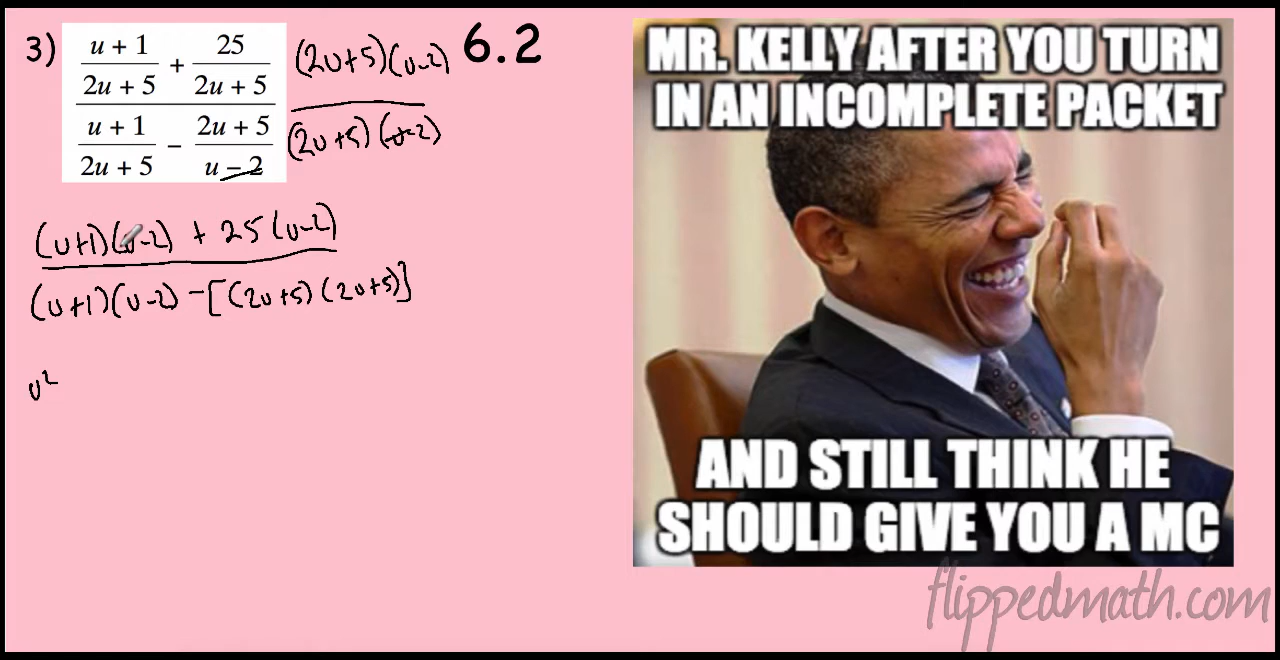 3)
u + 1 25
2u + 5 + 2u + 5
u + 1 2u + 5
2u + 5 − u − 2
(2u+5)(u-2)
(2u+5)(u-2)
6.2
(u+1)(u-2) + 25(u-2)
(u+1)(u-2) - [(2u+5)(2u+5)]
u²
MR. KELLY AFTER YOU TURN
IN AN INCOMPLETE PACKET
AND STILL THINK HE
SHOULD GIVE YOU A MC
flippedmath.com